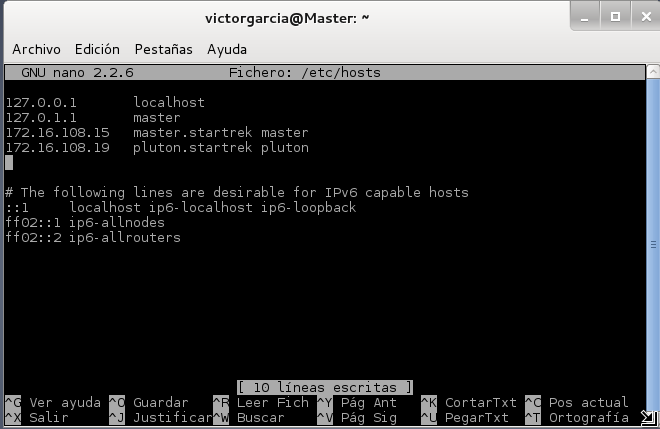 victorgarcia@Master: ~
Archivo Edición Pestañas Ayuda
GNU nano 2.2.6 Fichero: /etc/hosts
127.0.0.1 localhost
127.0.1.1 master
172.16.108.15 master.startrek master
172.16.108.19 pluton.startrek pluton
# The following lines are desirable for IPv6 capable hosts
::1 localhost ip6-localhost ip6-loopback
ff02::1 ip6-allnodes
ff02::2 ip6-allrouters
[ 10 líneas escritas ]
^G Ver ayuda ^O Guardar ^R Leer Fich ^Y Pág Ant ^K CortarTxt ^C Pos actual
^X Salir ^J Justificar ^W Buscar ^V Pág Sig ^U PegarTxt ^T Ortografía